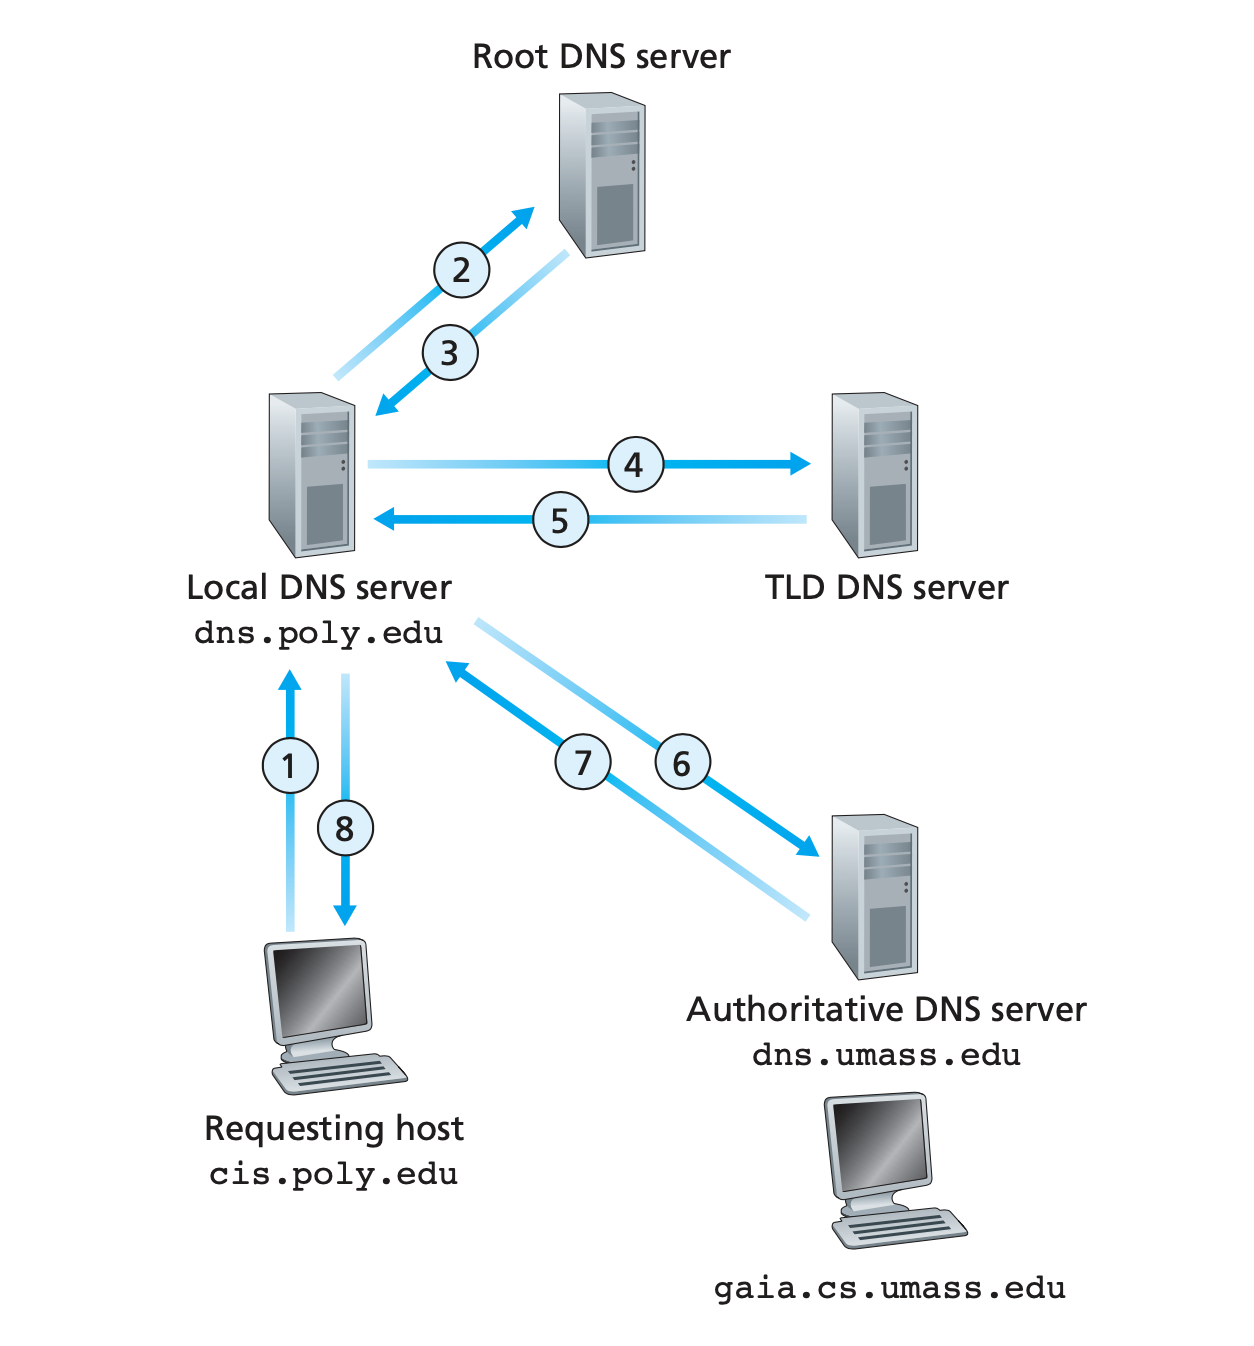 Root DNS server
2
3
4
5
Local DNS server
dns.poly.edu
TLD DNS server
1
8
7
6
Authoritative DNS server
dns.umass.edu
Requesting host
cis.poly.edu
gaia.cs.umass.edu